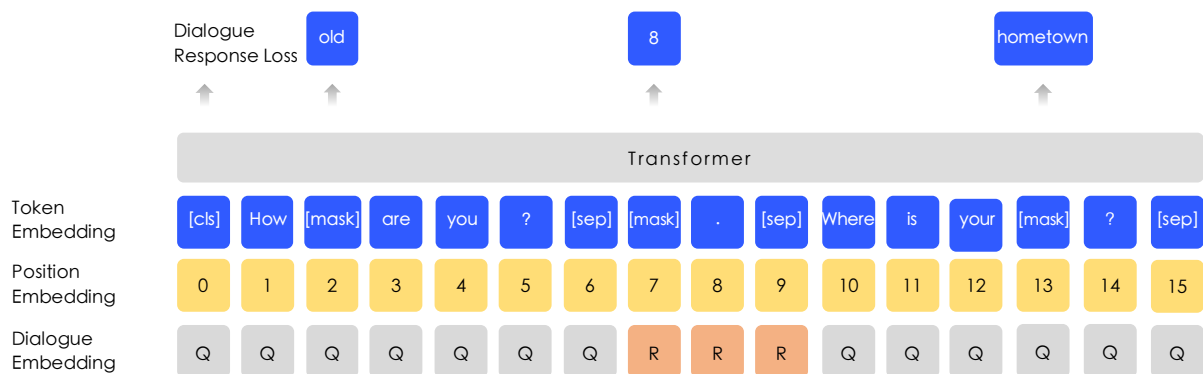 Dialogue
Response Loss
old 8 hometown
Transformer
Token
Embedding
[cls] How [mask] are you ? [sep] [mask] . [sep] Where is your [mask] ? [sep]
Position
Embedding
0 1 2 3 4 5 6 7 8 9 10 11 12 13 14 15
Dialogue
Embedding
Q Q Q Q Q Q Q R R R Q Q Q Q Q Q